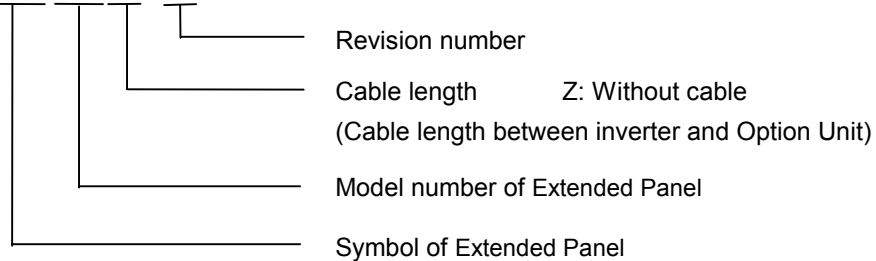 Revision number
Cable length Z: Without cable
(Cable length between inverter and Option Unit)
Model number of Extended Panel
Symbol of Extended Panel